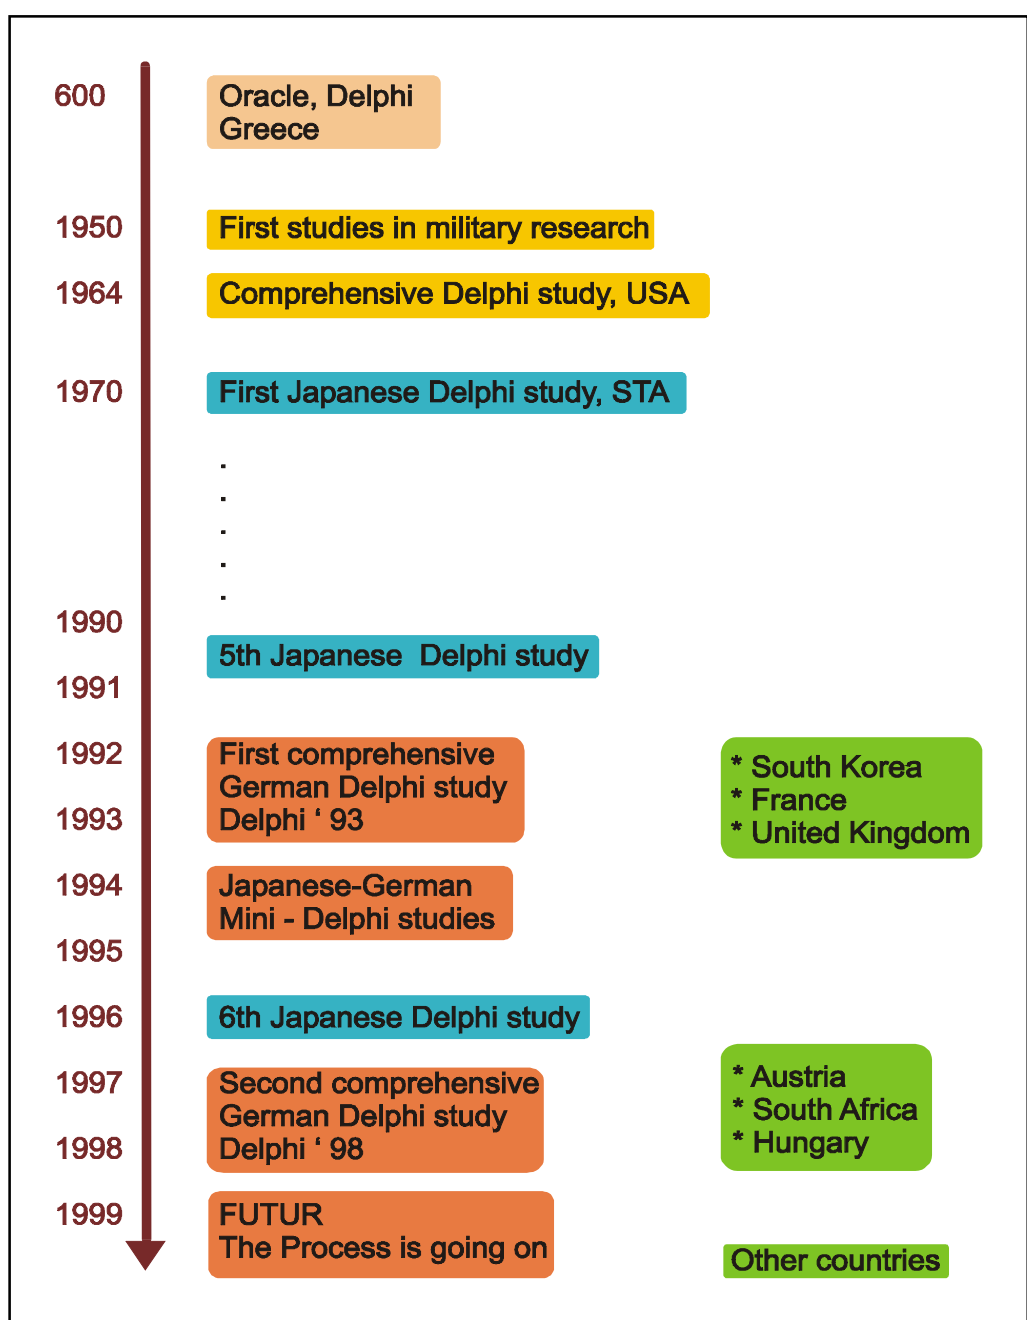 600
Oracle, Delphi
Greece
1950
First studies in military research
1964
Comprehensive Delphi study, USA
1970
First Japanese Delphi study, STA
.
.
.
.
.
1990
5th Japanese  Delphi study
1991
1992
First comprehensive
German Delphi study
1993
Delphi ‘ 93
* South Korea
* France
* United Kingdom
1994
Japanese-German
Mini - Delphi studies
1995
1996
6th Japanese Delphi study
1997
Second comprehensive
German Delphi study
1998
Delphi ‘ 98
* Austria
* South Africa
* Hungary
1999
FUTUR
The Process is going on
Other countries